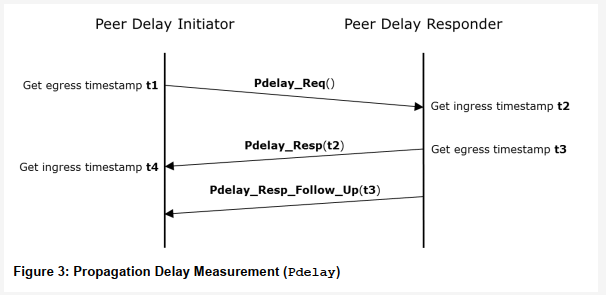 Peer Delay Initiator
Peer Delay Responder
Get egress timestamp t1
Pdelay_Req()
Get ingress timestamp t2
Pdelay_Resp(t2)
Get egress timestamp t3
Get ingress timestamp t4
Pdelay_Resp_Follow_Up(t3)
Figure 3: Propagation Delay Measurement (Pdelay)